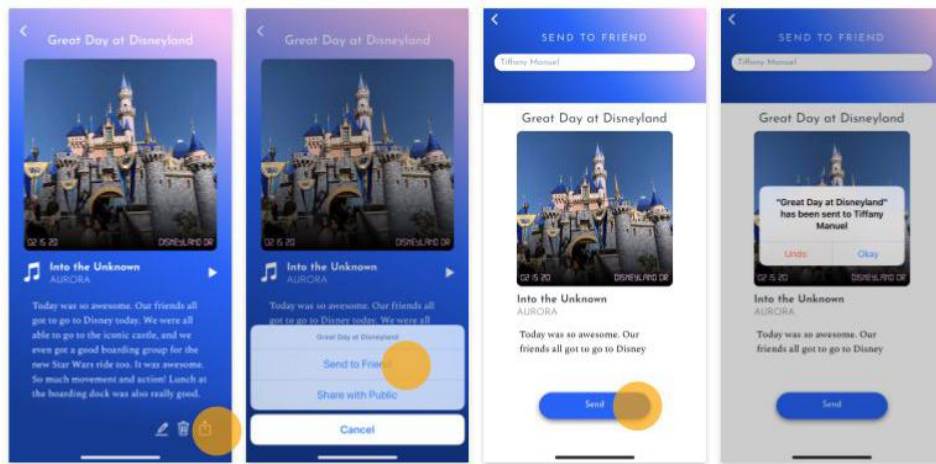 Great Day at Disneyland
02 15 20
DISNEYLAND DR
Into the Unknown
AURORA
Today was so awesome. Our friends all
got to go to Disney today. We were all
able to go to the iconic castle, and we
even got a good boarding group for the
new Star Wars ride too. It was awesome.
So much movement and action! Lunch at
the boarding dock was also really good.
Great Day at Disneyland
02 15 20
DISNEYLAND DR
Into the Unknown
AURORA
Today was so awesome. Our friends all
got to go to Disney today. We were all
Great Day at Disneyland
Send to Friend
Share with Public
Cancel
SEND TO FRIEND
Tiffany Manuel
Great Day at Disneyland
02 15 20
DISNEYLAND DR
Into the Unknown
AURORA
Today was so awesome. Our
friends all got to go to Disney
Send
SEND TO FRIEND
Tiffany Manuel
Great Day at Disneyland
"Great Day at Disneyland"
has been sent to Tiffany
Manuel
Undo
Okay
02 15 20
DISNEYLAND DR
Into the Unknown
AURORA
Today was so awesome. Our
friends all got to go to Disney
Send